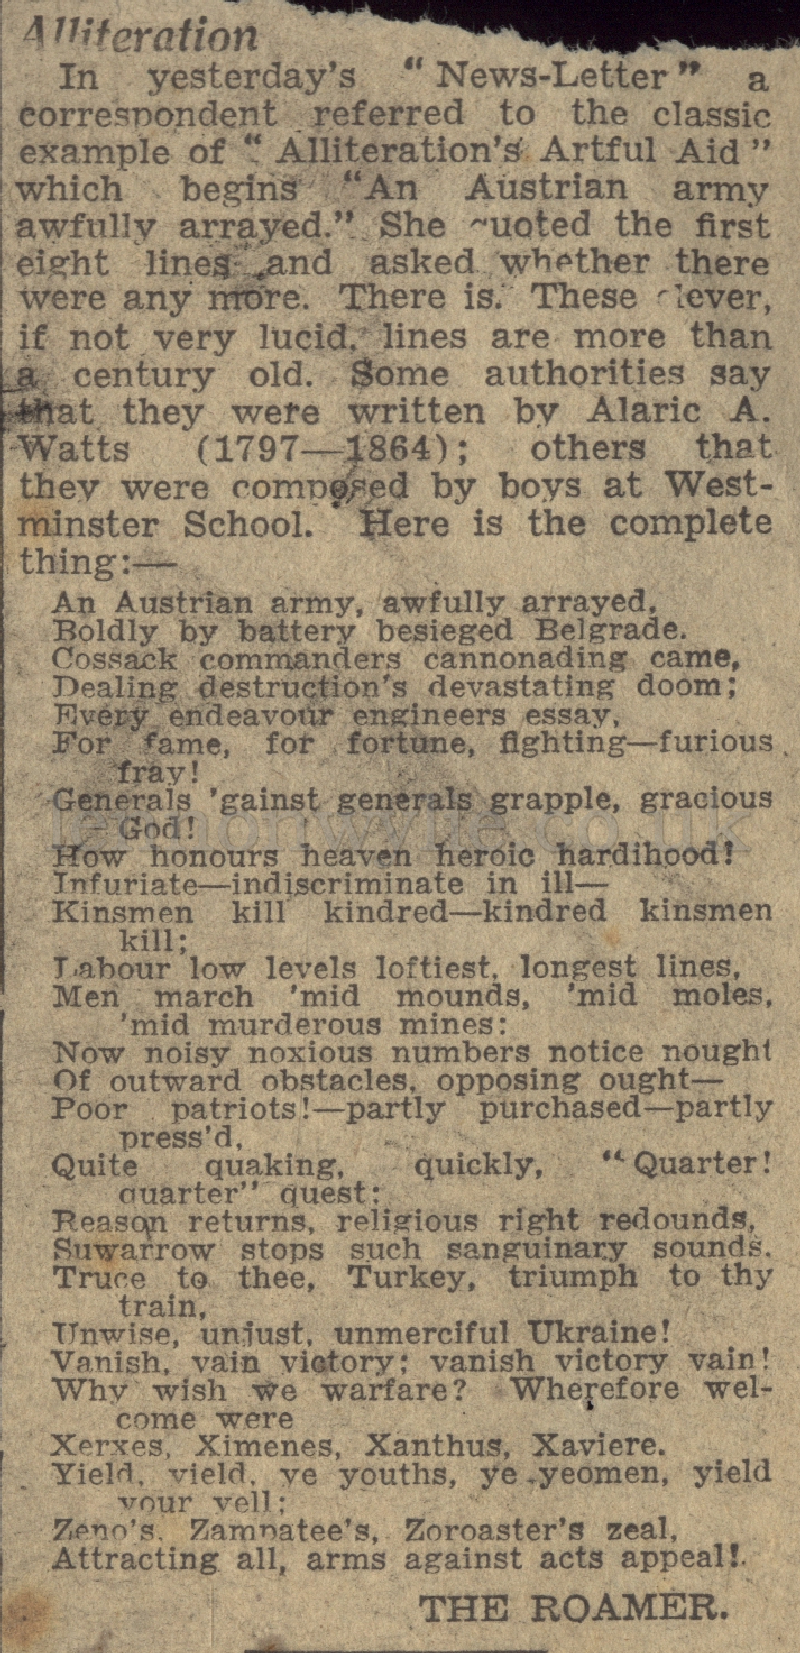 Alliteration
In yesterday's " News-Letter " a
correspondent referred to the classic
example of " Alliteration's Artful Aid "
which begins "An Austrian army
awfully arrayed." She quoted the first
eight lines and asked whether there
were any more. There is. These clever,
if not very lucid, lines are more than
a century old. Some authorities say
that they were written by Alaric A.
Watts (1797—1864); others that
they were composed by boys at West-
minster School. Here is the complete
thing:—
An Austrian army, awfully arrayed,
Boldly by battery besieged Belgrade.
Cossack commanders cannonading came,
Dealing destruction's devastating doom;
Every endeavour engineers essay,
For fame, for fortune, fighting—furious
fray!
Generals 'gainst generals grapple, gracious
God!
How honours heaven heroic hardihood!
Infuriate—indiscriminate in ill—
Kinsmen kill kindred—kindred kinsmen
kill;
Labour low levels loftiest, longest lines,
Men march 'mid mounds, 'mid moles,
'mid murderous mines:
Now noisy noxious numbers notice nought
Of outward obstacles, opposing ought—
Poor patriots!—partly purchased—partly
press'd,
Quite quaking, quickly, " Quarter!
quarter" quest:
Reason returns, religious right redounds,
Suwarrow stops such sanguinary sounds.
Truce to thee, Turkey, triumph to thy
train,
Unwise, unjust, unmerciful Ukraine!
Vanish, vain victory; vanish victory vain!
Why wish we warfare? Wherefore wel-
come were
Xerxes, Ximenes, Xanthus, Xaviere.
Yield, yield, ye youths, ye yeomen, yield
your yell;
Zeno's, Zampatee's, Zoroaster's zeal,
Attracting all, arms against acts appeal!
THE ROAMER.